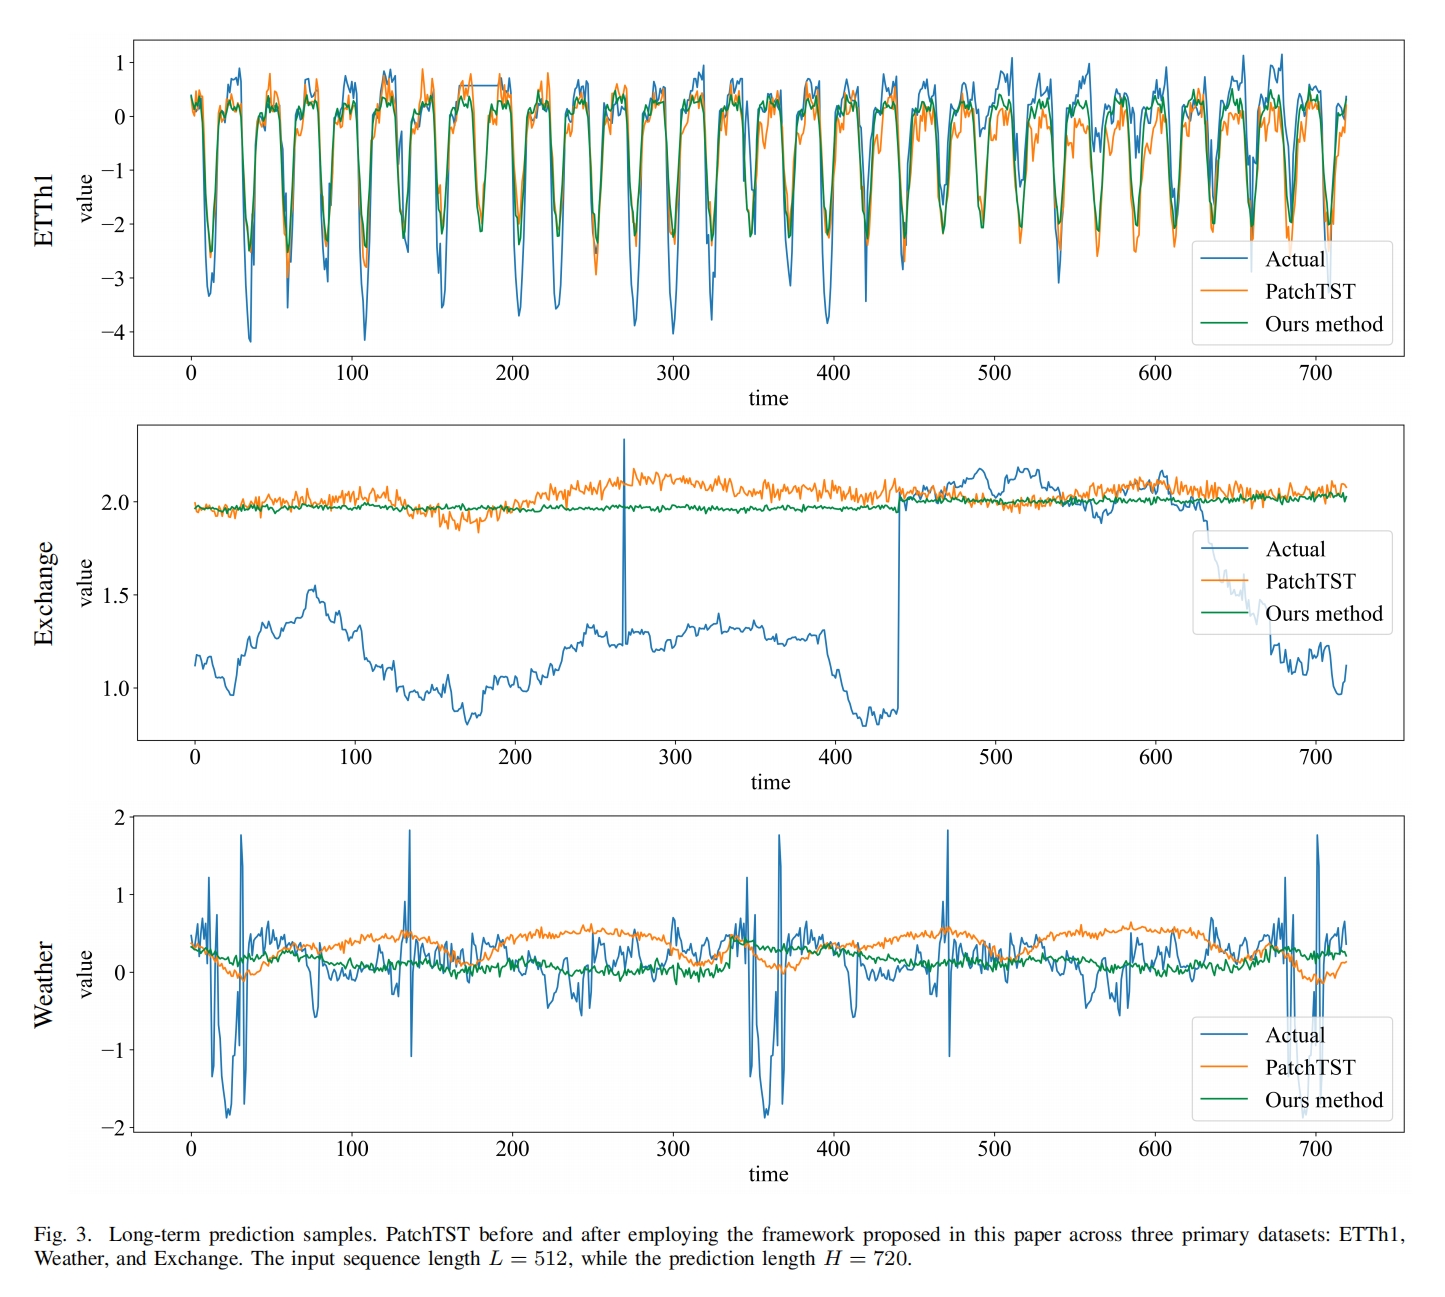 ETTh1
value
1
0
−1
−2
−3
−4
Actual
PatchTST
Ours method
0 100 200 300 400 500 600 700
time
Exchange
value
2.0
1.5
1.0
Actual
PatchTST
Ours method
0 100 200 300 400 500 600 700
time
Weather
value
2
1
0
−1
−2
Actual
PatchTST
Ours method
0 100 200 300 400 500 600 700
time
Fig. 3. Long-term prediction samples. PatchTST before and after employing the framework proposed in this paper across three primary datasets: ETTh1,
Weather, and Exchange. The input sequence length L = 512, while the prediction length H = 720.